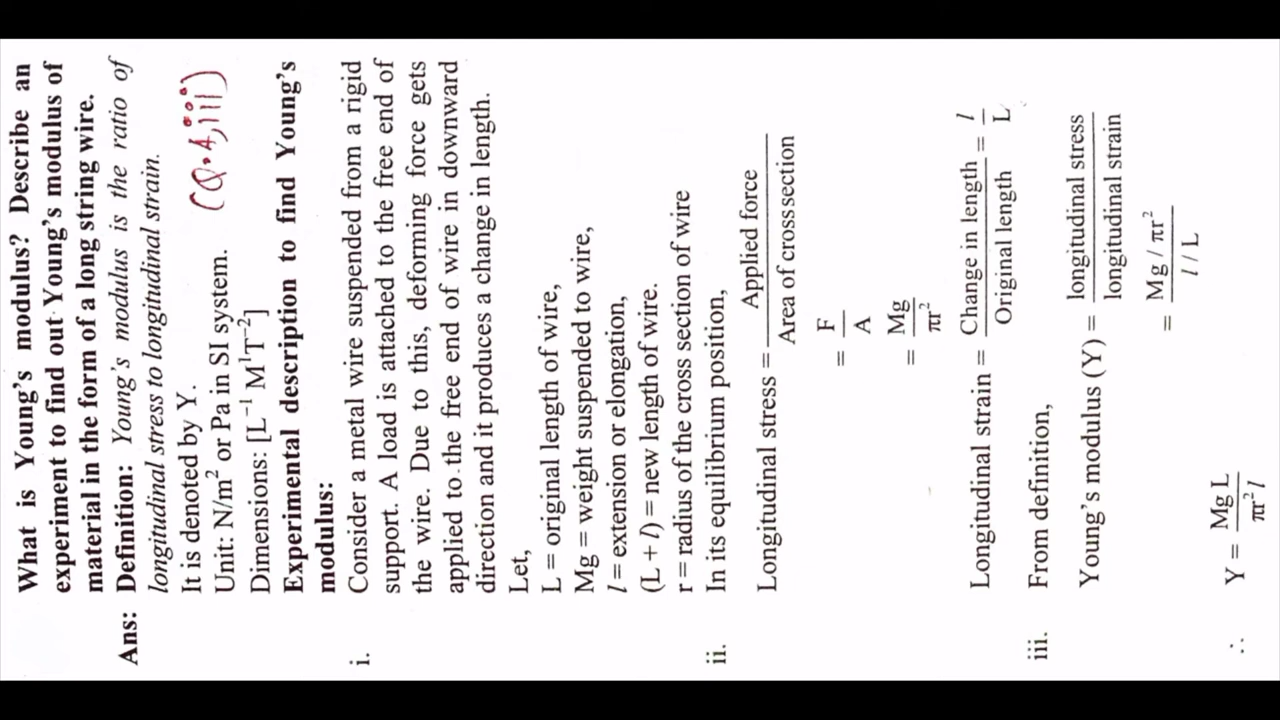 What is Young's modulus? Describe an
experiment to find out Young's modulus of
material in the form of a long string wire.
Ans: Definition: Young's modulus is the ratio of
longitudinal stress to longitudinal strain.
It is denoted by Y. (Q.4,iii)
Unit: N/m² or Pa in SI system.
Dimensions: [L⁻¹ M¹T⁻²]
Experimental description to find Young's
modulus:
i. Consider a metal wire suspended from a rigid
support. A load is attached to the free end of
the wire. Due to this, deforming force gets
applied to the free end of wire in downward
direction and it produces a change in length.
Let,
L = original length of wire,
Mg = weight suspended to wire,
l = extension or elongation,
(L + l) = new length of wire.
r = radius of the cross section of wire
ii. In its equilibrium position,
Longitudinal stress = Applied force / Area of crosssection
= F / A
= Mg / πr²
Longitudinal strain = Change in length / Original length = l / L
iii. From definition,
Young's modulus (Y) = longitudinal stress / longitudinal strain
= Mg / πr² / l / L
∴ Y = Mg L / πr² l